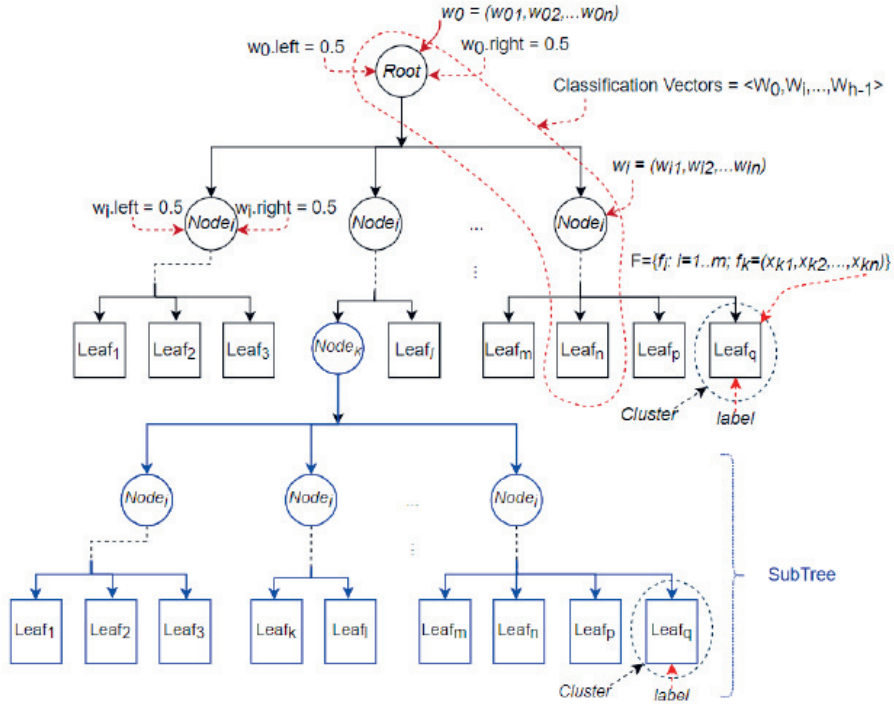 w0 = (w01,w02,...w0n)
w0.left = 0.5
w0.right = 0.5
Root
Classification Vectors = <W0,Wi,...,Wh-1>
wi = (wi1,wi2,...win)
wi.left = 0.5
wi.right = 0.5
Nodei
Nodei
...
Nodei
F={fi: i=1..m; fk=(xk1,xk2,...,xkn)}
Leaf1
Leaf2
Leaf3
Nodek
Leafl
Leafm
Leafn
Leafp
Leafq
Cluster
label
Nodei
Nodei
...
Nodei
SubTree
Leaf1
Leaf2
Leaf3
Leafk
Leafl
Leafm
Leafn
Leafp
Leafq
Cluster
label